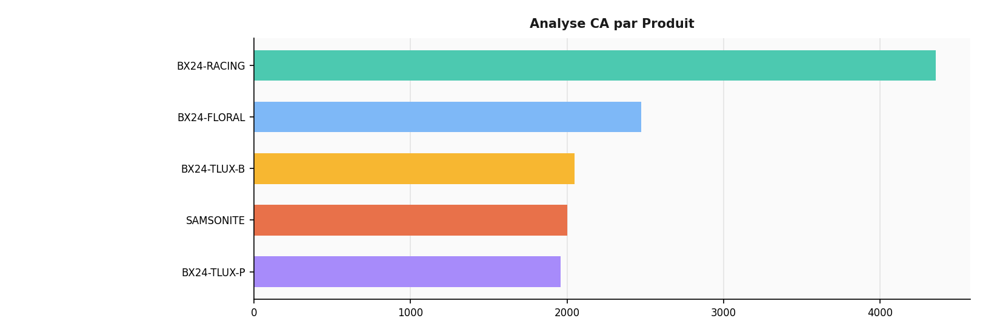 Analyse CA par Produit
BX24-RACING
BX24-FLORAL
BX24-TLUX-B
SAMSONITE
BX24-TLUX-P
0 1000 2000 3000 4000